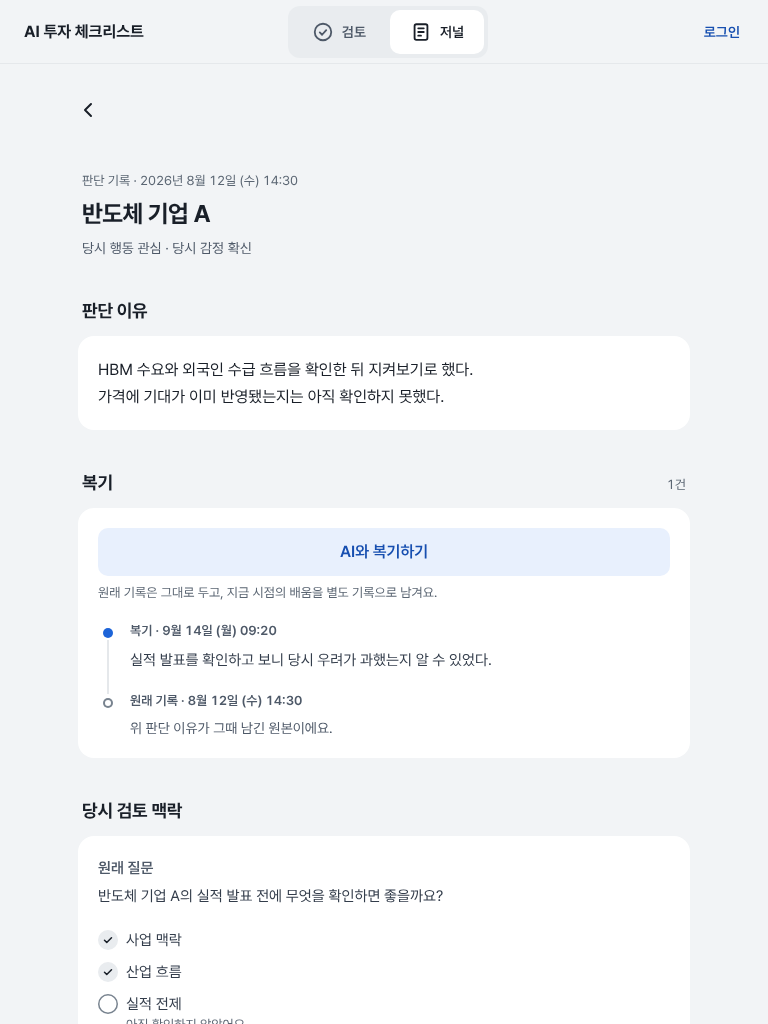 AI 투자 체크리스트
검토
저널
로그인
판단 기록 · 2026년 8월 12일 (수) 14:30
반도체 기업 A
당시 행동 관심 · 당시 감정 확신
판단 이유
HBM 수요와 외국인 수급 흐름을 확인한 뒤 지켜보기로 했다.
가격에 기대가 이미 반영됐는지는 아직 확인하지 못했다.
복기
1건
AI와 복기하기
원래 기록은 그대로 두고, 지금 시점의 배움을 별도 기록으로 남겨요.
복기 · 9월 14일 (월) 09:20
실적 발표를 확인하고 보니 당시 우려가 과했는지 알 수 있었다.
원래 기록 · 8월 12일 (수) 14:30
위 판단 이유가 그때 남긴 원본이에요.
당시 검토 맥락
원래 질문
반도체 기업 A의 실적 발표 전에 무엇을 확인하면 좋을까요?
사업 맥락
산업 흐름
실적 전제
아직 확인하지 않았어요